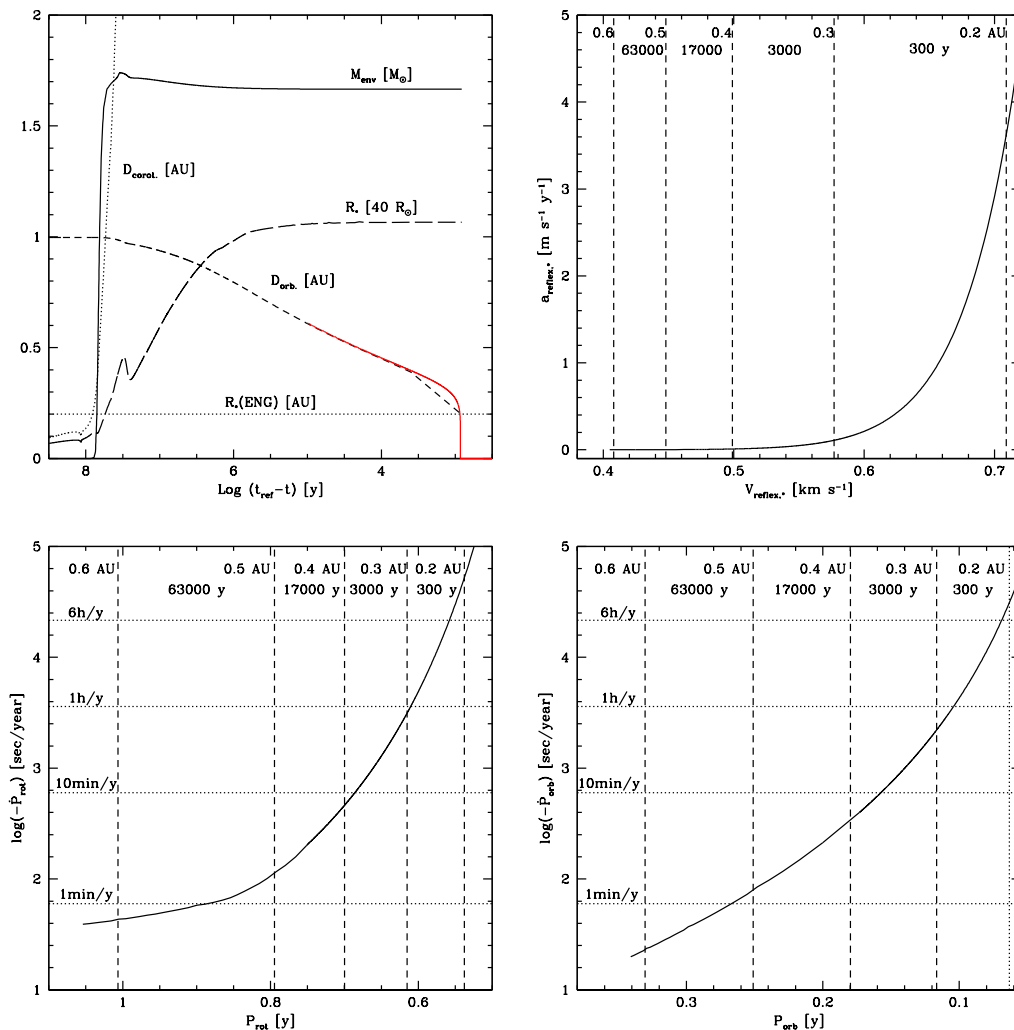 2
1.5
1
0.5
0
8
6
4
Log (t_ref-t) [y]
M_env [M_⊙]
D_corot. [AU]
R_* [40 R_⊙]
D_orb. [AU]
R_*(ENG) [AU]
5
4
3
2
1
0
a_reflex,* [m s⁻¹ y⁻¹]
0.6
0.5
0.4
0.3
0.2 AU
63000
17000
3000
300 y
0.4
0.5
0.6
0.7
V_reflex,* [km s⁻¹]
5
4
3
2
1
log(-Ṗ_rot) [sec/year]
0.6 AU
0.5 AU
0.4 AU
0.3 AU
0.2 AU
63000 y
17000 y
3000 y
300 y
6h/y
1h/y
10min/y
1min/y
1
0.8
0.6
P_rot [y]
5
4
3
2
1
log(-Ṗ_orb) [sec/year]
0.6 AU
0.5 AU
0.4 AU
0.3 AU
0.2 AU
63000 y
17000 y
3000 y
300 y
6h/y
1h/y
10min/y
1min/y
0.3
0.2
0.1
P_orb [y]